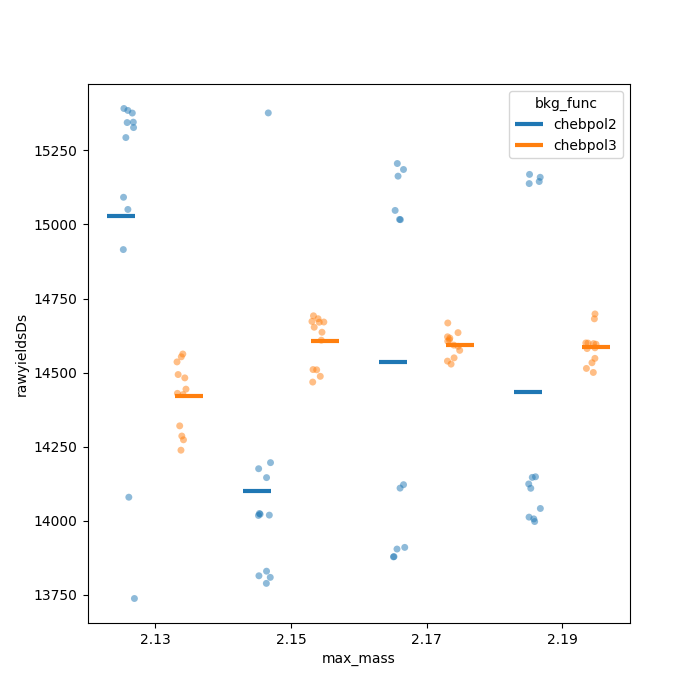 bkg_func
chebpol2
chebpol3
rawyieldsDs
15250
15000
14750
14500
14250
14000
13750
2.13
2.15
2.17
2.19
max_mass